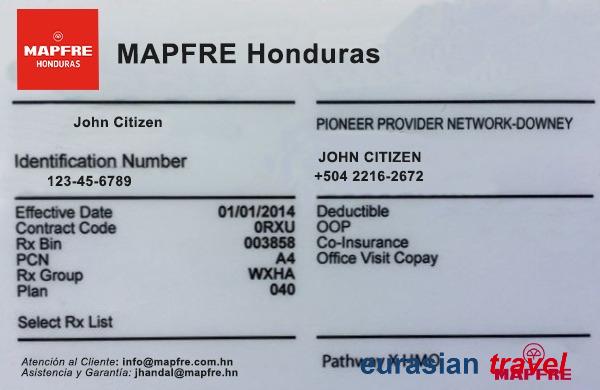 MAPFRE
HONDURAS
MAPFRE Honduras
John Citizen
Identification Number
123-45-6789
Effective Date 01/01/2014
Contract Code 0RXU
Rx Bin 003858
PCN A4
Rx Group WXHA
Plan 040
Select Rx List
Atención al Cliente: info@mapfre.com.hn
Asistencia y Garantía: jhandal@mapfre.hn
PIONEER PROVIDER NETWORK-DOWNEY
JOHN CITIZEN
+504 2216-2672
Deductible
OOP
Co-Insurance
Office Visit Copay
Pathway X HMO
eurasian travel
MAPFRE